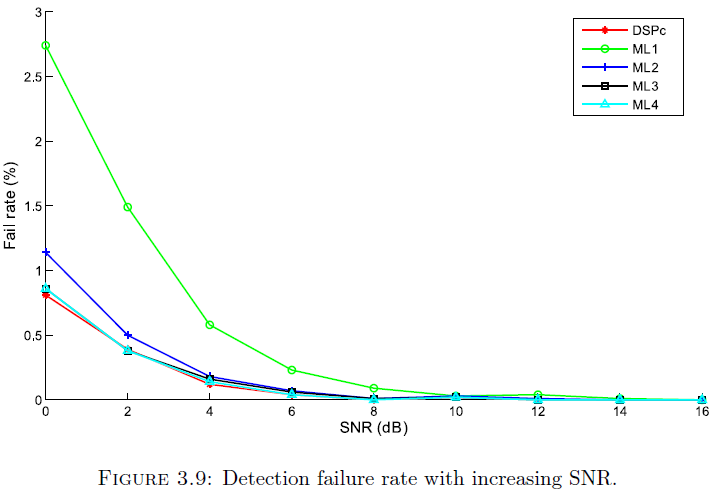 3
2.5
2
1.5
1
0.5
0
Fail rate (%)
DSPc
ML1
ML2
ML3
ML4
0 2 4 6 8 10 12 14 16
SNR (dB)
FIGURE 3.9: Detection failure rate with increasing SNR.